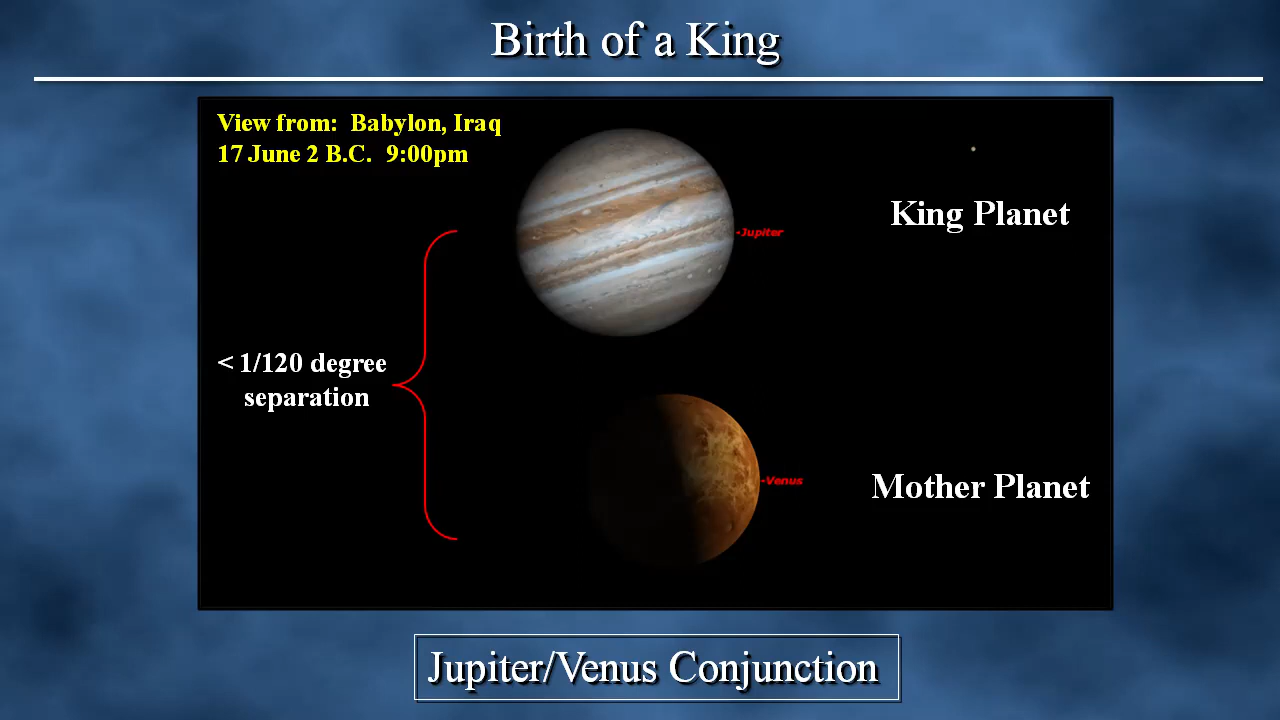 Birth of a King
View from:  Babylon, Iraq
17 June 2 B.C.  9:00pm
-Jupiter
King Planet
< 1/120 degree
separation
-Venus
Mother Planet
Jupiter/Venus Conjunction